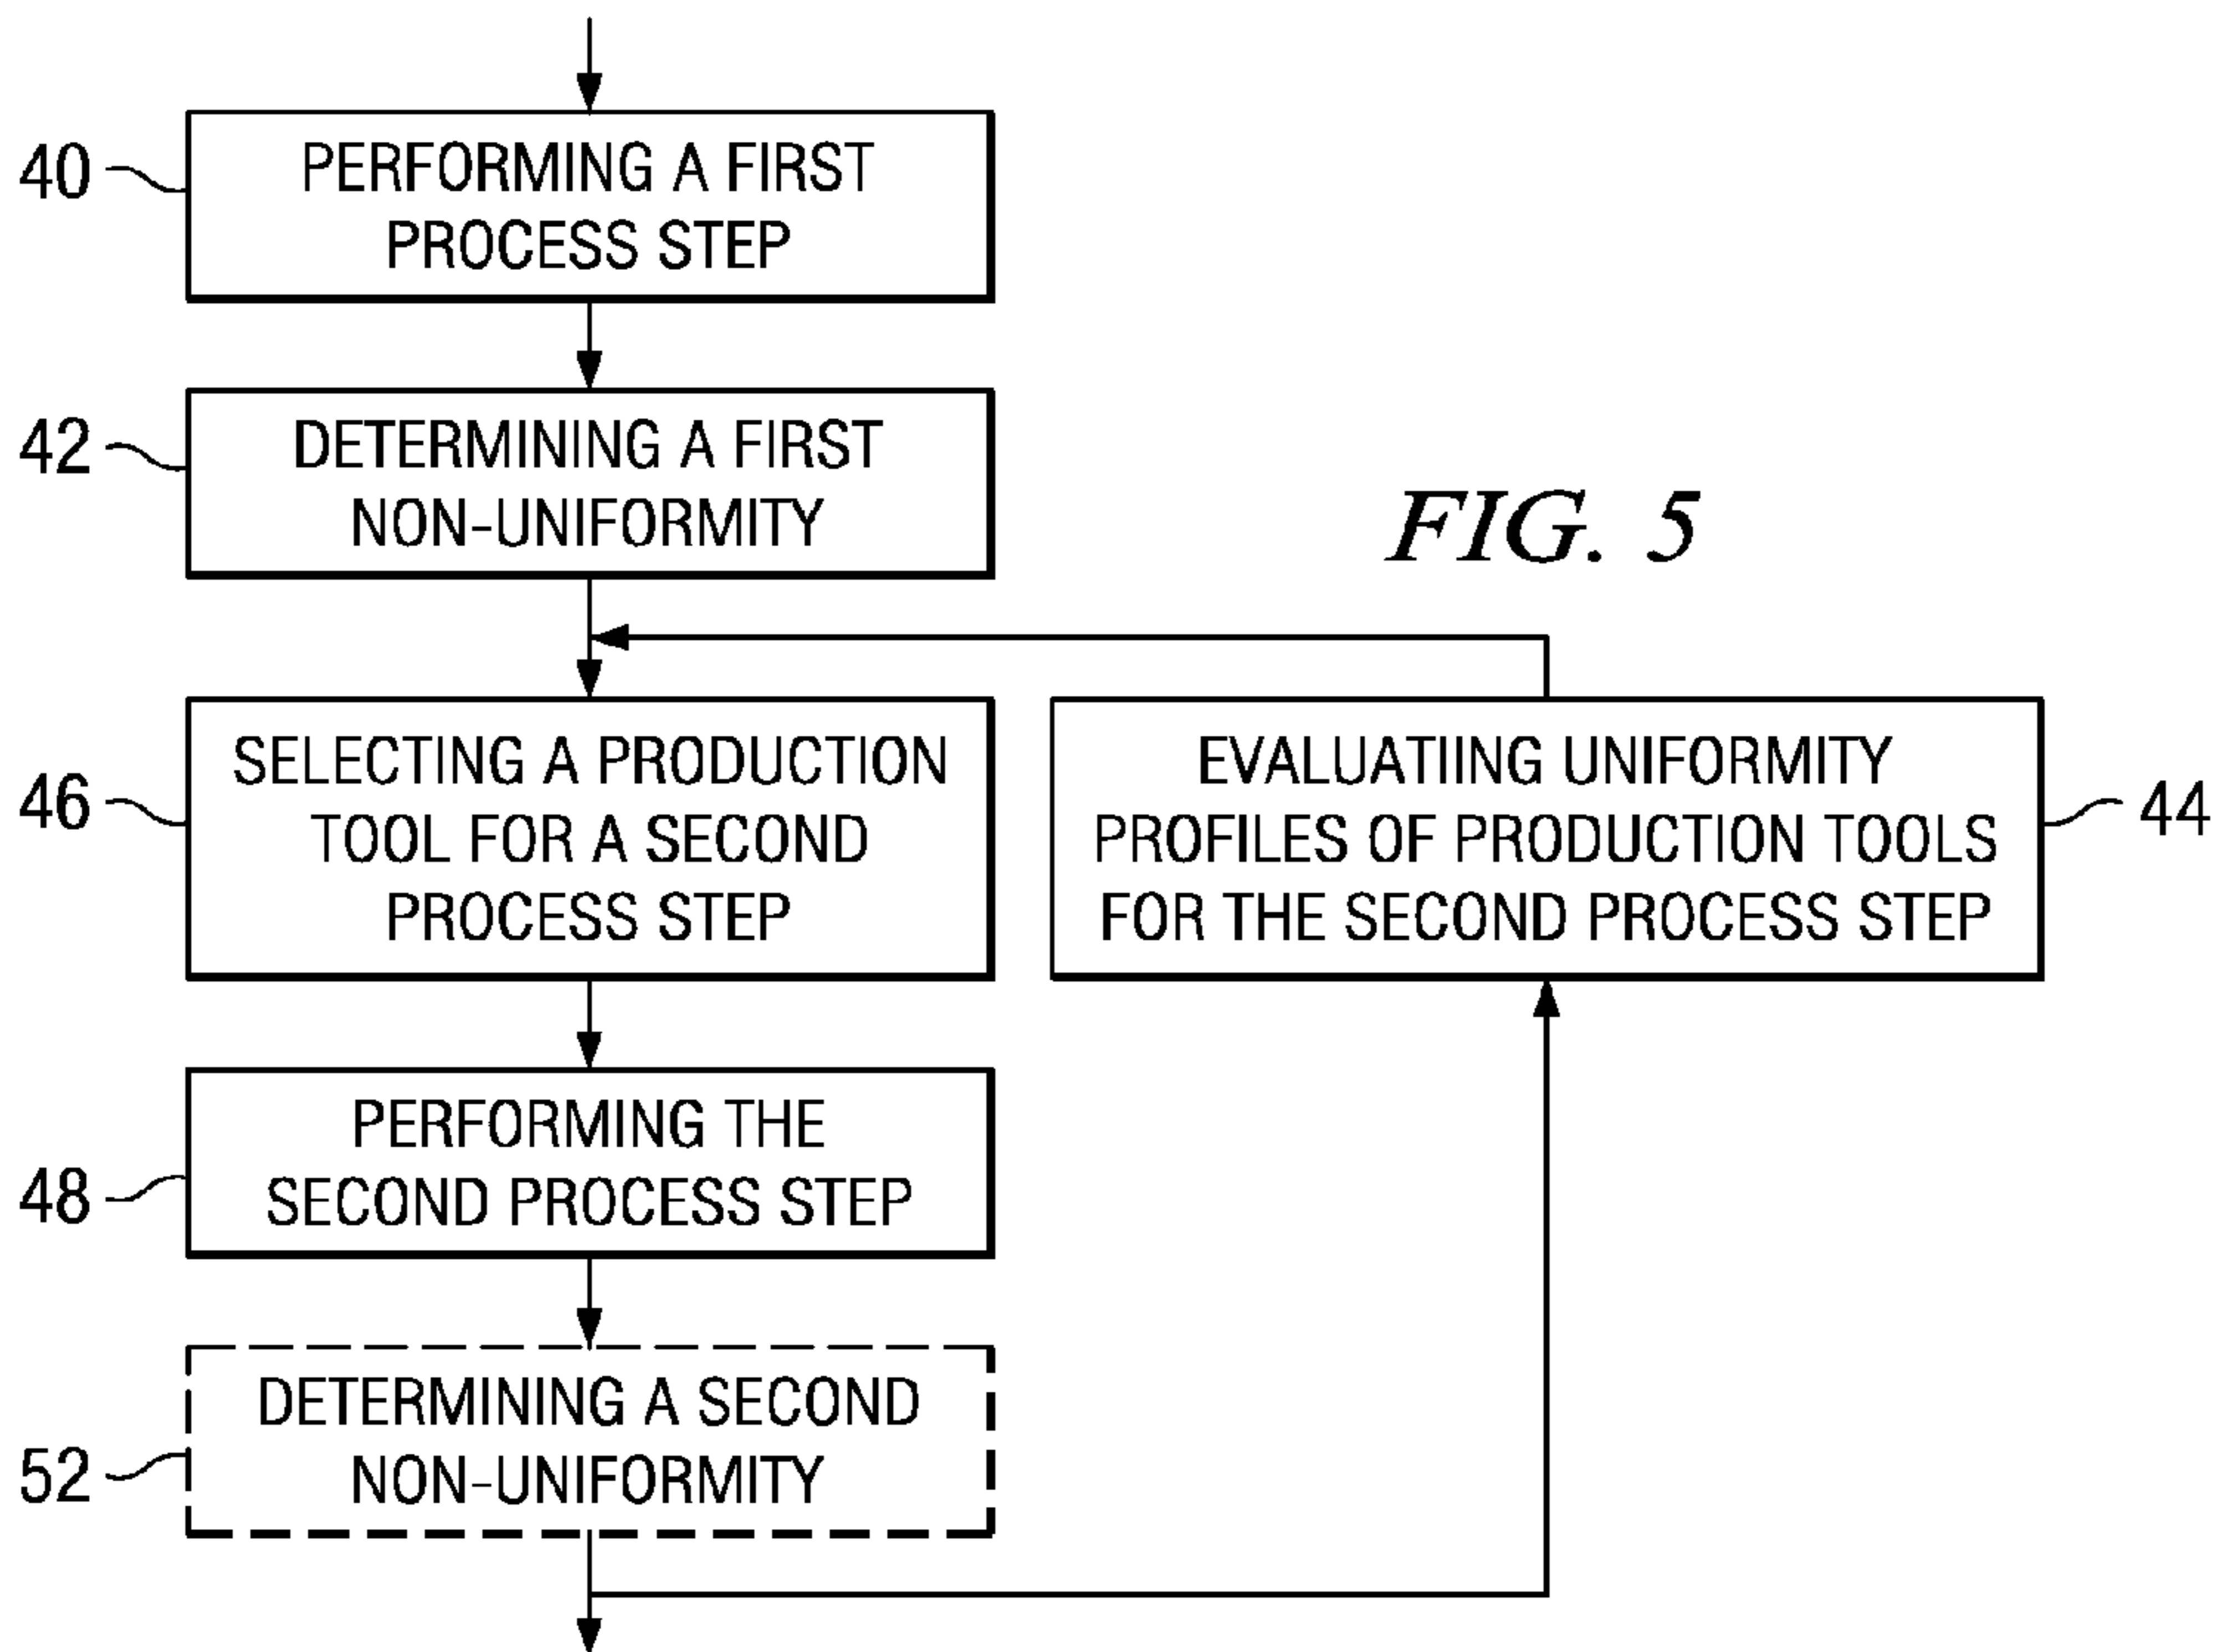 40
PERFORMING A FIRST
PROCESS STEP
42
DETERMINING A FIRST
NON-UNIFORMITY
FIG. 5
46
SELECTING A PRODUCTION
TOOL FOR A SECOND
PROCESS STEP
EVALUATIING UNIFORMITY
PROFILES OF PRODUCTION TOOLS
FOR THE SECOND PROCESS STEP
44
48
PERFORMING THE
SECOND PROCESS STEP
52
DETERMINING A SECOND
NON-UNIFORMITY